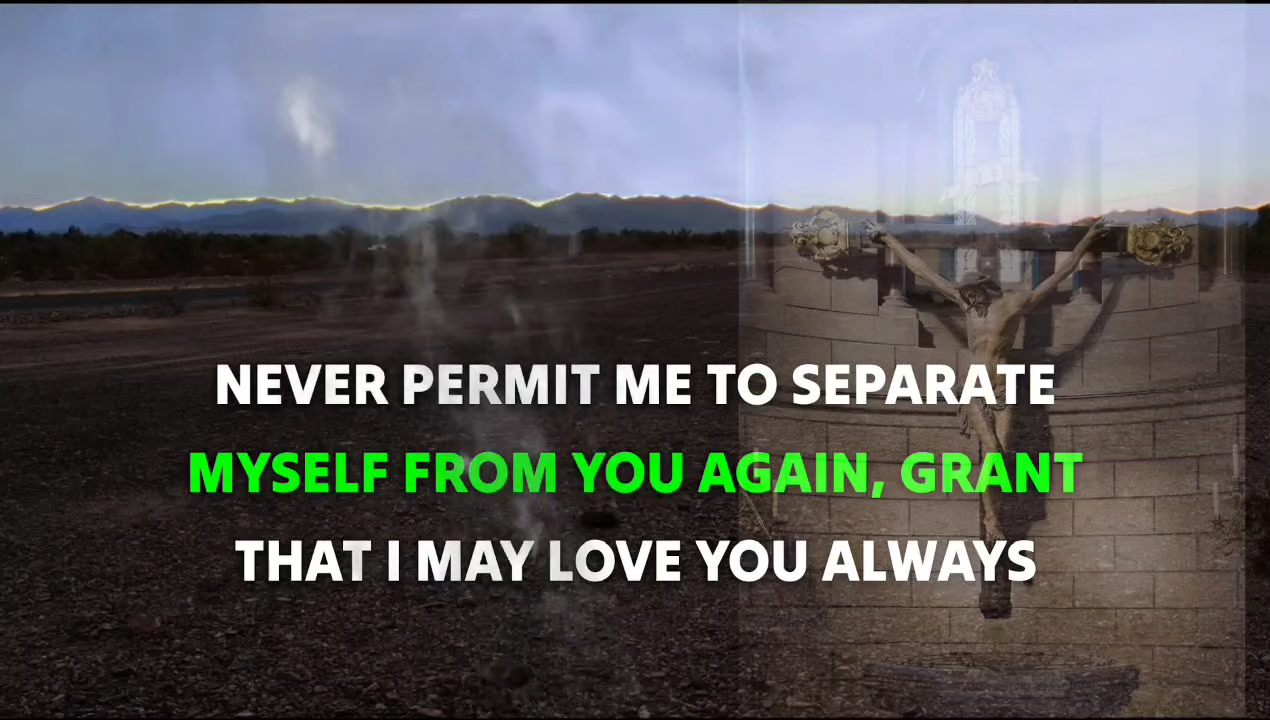 NEVER PERMIT ME TO SEPARATE
MYSELF FROM YOU AGAIN, GRANT
THAT I MAY LOVE YOU ALWAYS